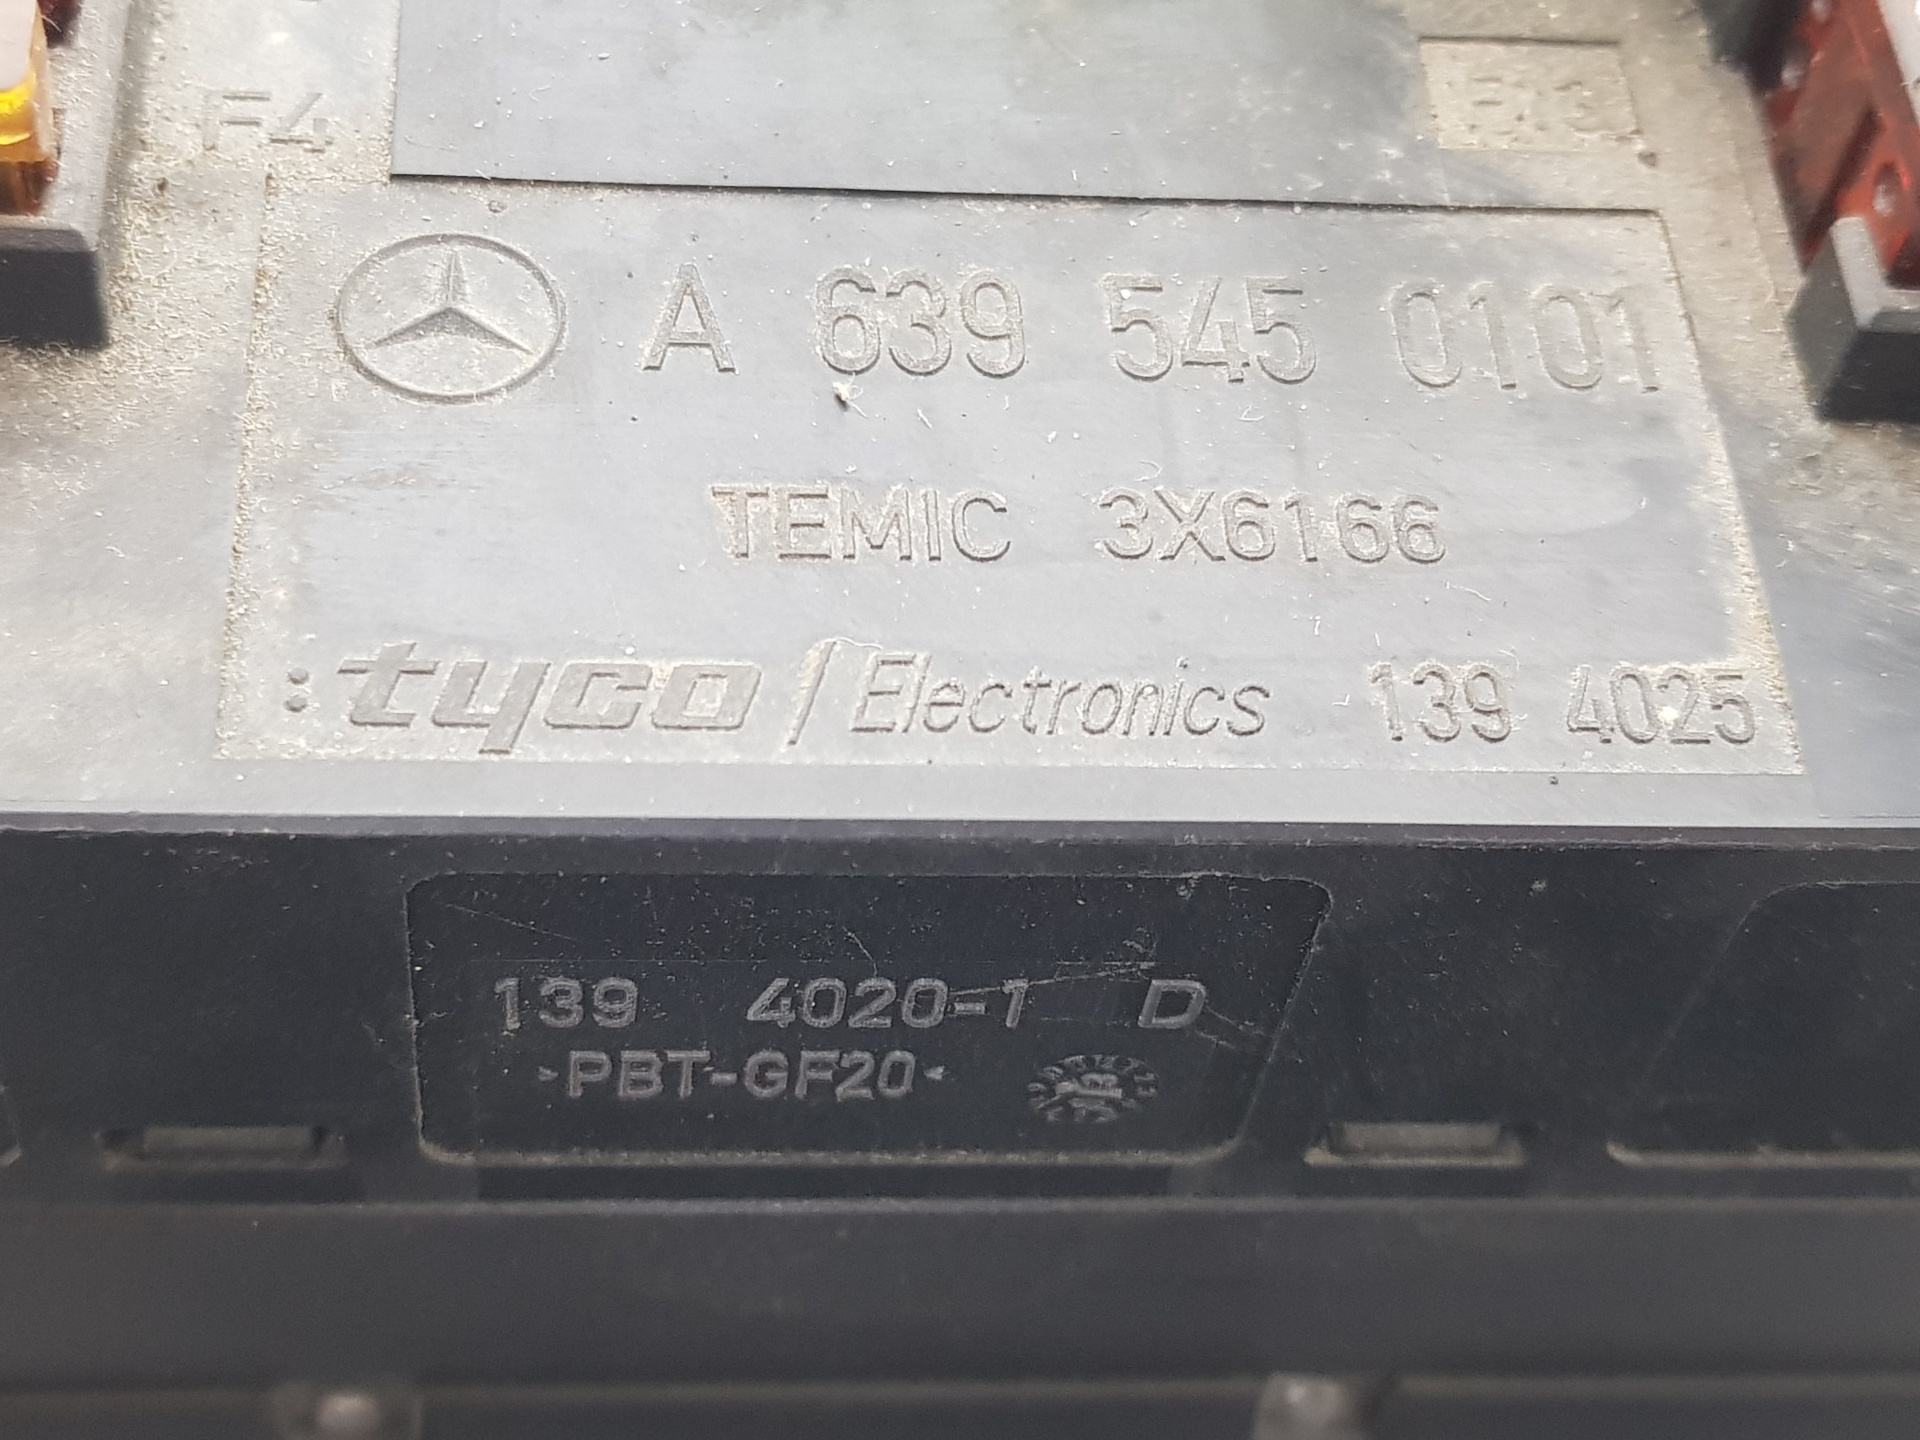 F4
A 639 545 0101
TEMIC 3X6166
:tyco / Electronics 139 4025
139 4020-1 D
>PBT-GF20<